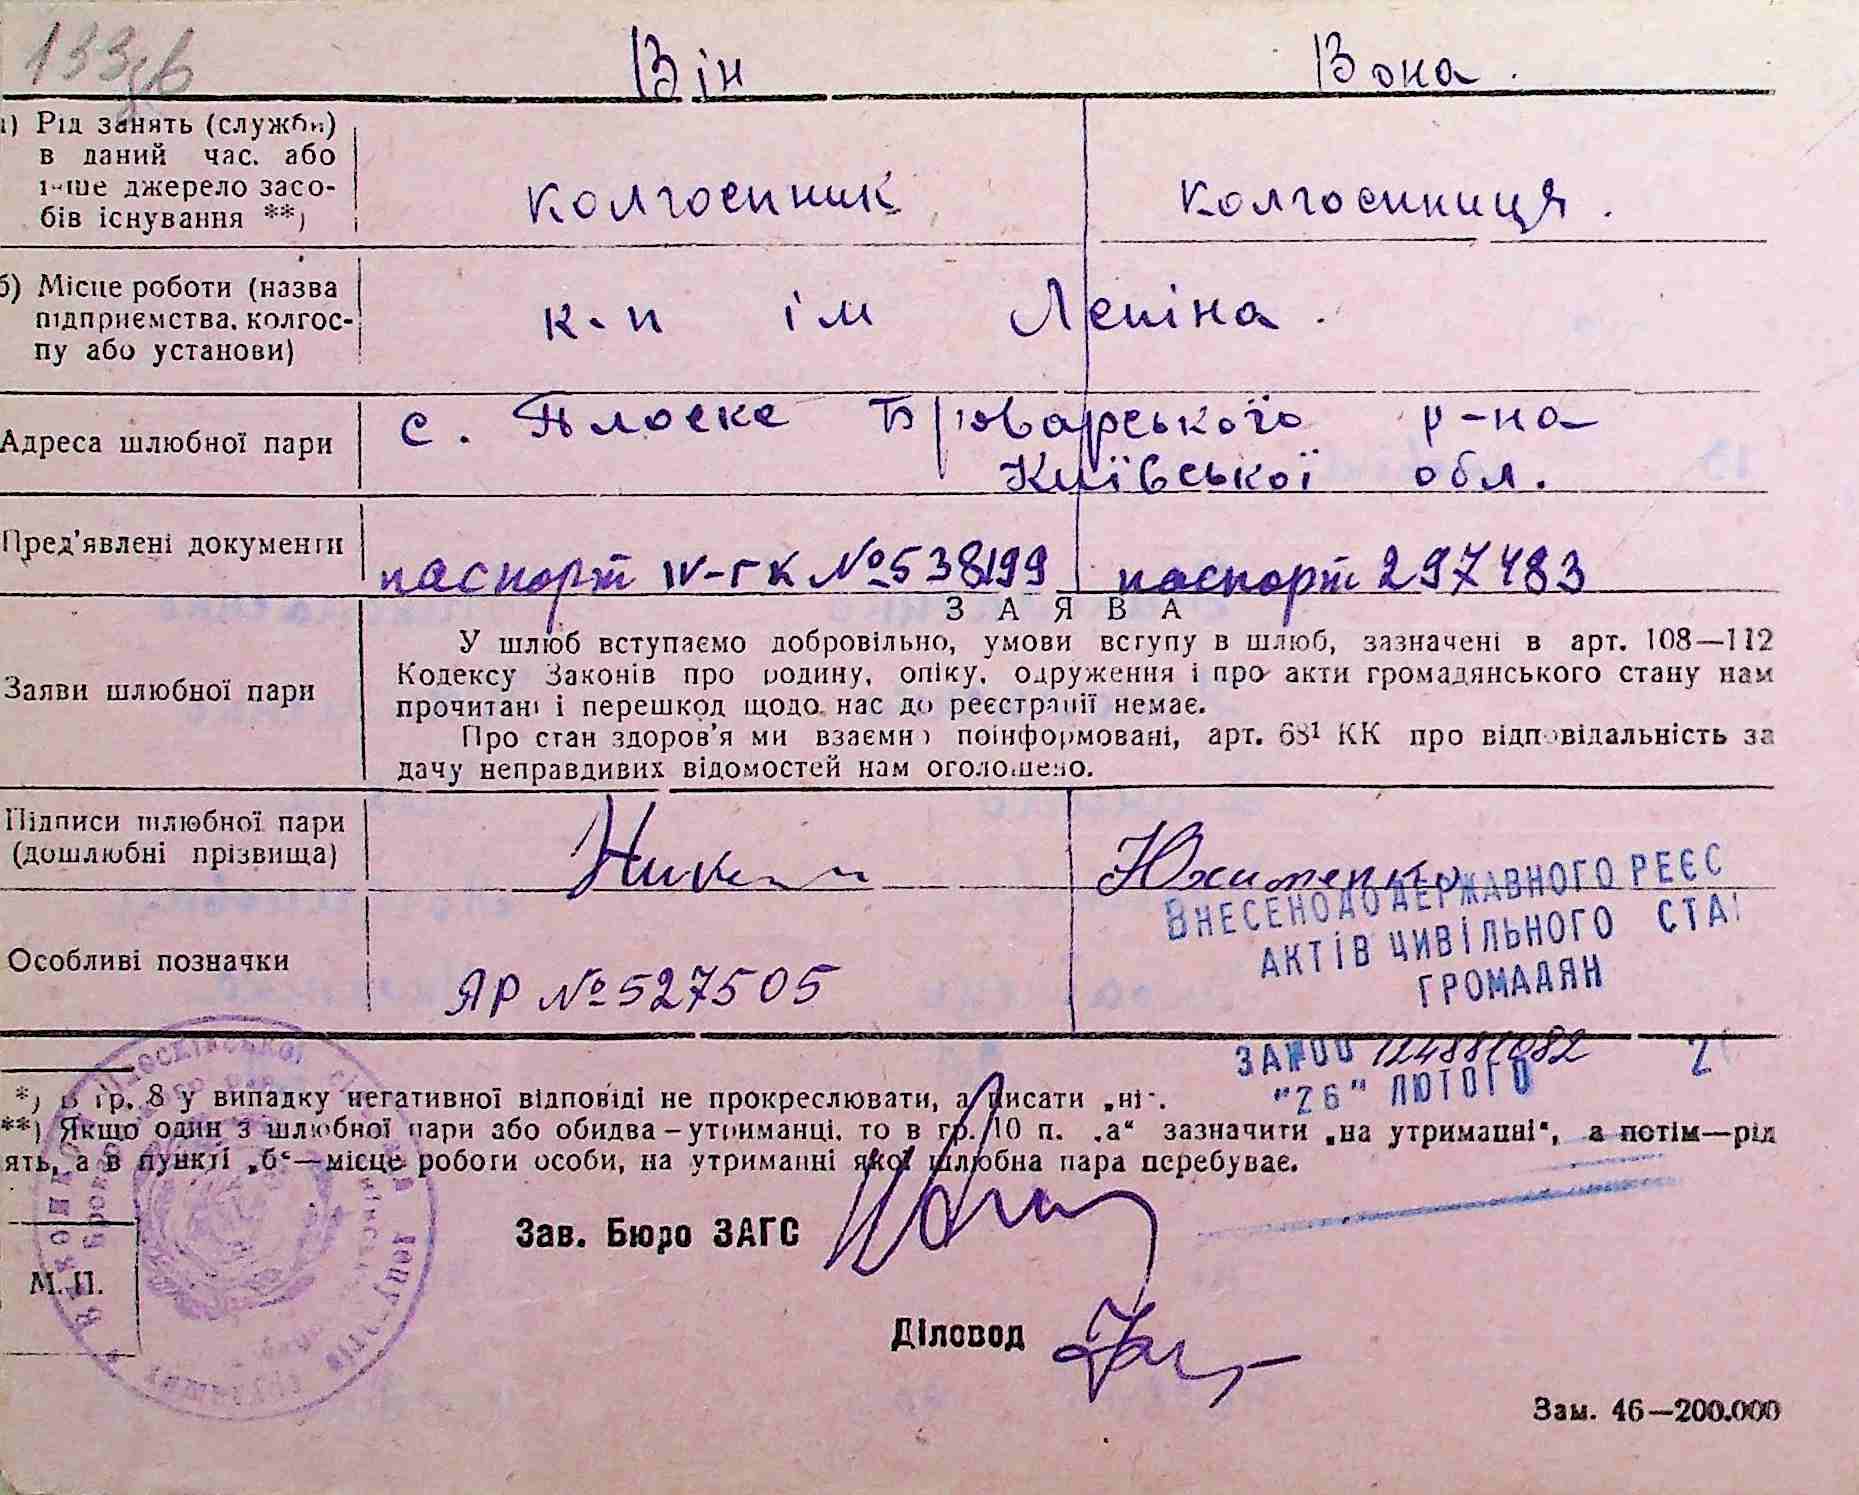 133зв
Він Вона.
а) Рід занять (служби)
в даний час. або
інше джерело засо-
бів існування **)
колгоспник колгоспниця.
б) Місце роботи (назва
підприємства, колгос-
пу або установи)
к-п ім Леніна.
Адреса шлюбної пари
с. Плоске Броварського р-на
Київської обл.
Пред'явлені документи
паспорт IV-ГК №538199 паспорт 297483
ЗАЯВА
Заяви шлюбної пари
У шлюб вступаємо добровільно, умови вступу в шлюб, зазначені в арт. 108—112
Кодексу Законів про родину, опіку, одруження і про акти громадянського стану нам
прочитані і перешкод щодо нас до реєстрації немає.
Про стан здоров'я ми взаємно поінформовані, арт. 68¹ КК про відповідальність за
дачу неправдивих відомостей нам оголошено.
Підписи шлюбної пари
(дошлюбні прізвища)
Юхименко
ВНЕСЕНО ДО ДЕРЖАВНОГО РЕЄС
АКТІВ ЦИВІЛЬНОГО СТА
ГРОМАДЯН
Особливі позначки
ЯР №527505
ЗА №00 124881082 2
"26" ЛЮТОГО
*) В гр. 8 у випадку негативної відповіді не прокреслювати, а писати „ні“.
**) Якщо один з шлюбної пари або обидва—утриманці, то в гр. 10 п. „а“ зазначити „на утриманні“, а потім—рід
ять, а в пункті „б“—місце роботи особи, на утриманні якої шлюбна пара перебуває.
Зав. Бюро ЗАГС
М. П.
Діловод
Зам. 46—200.000